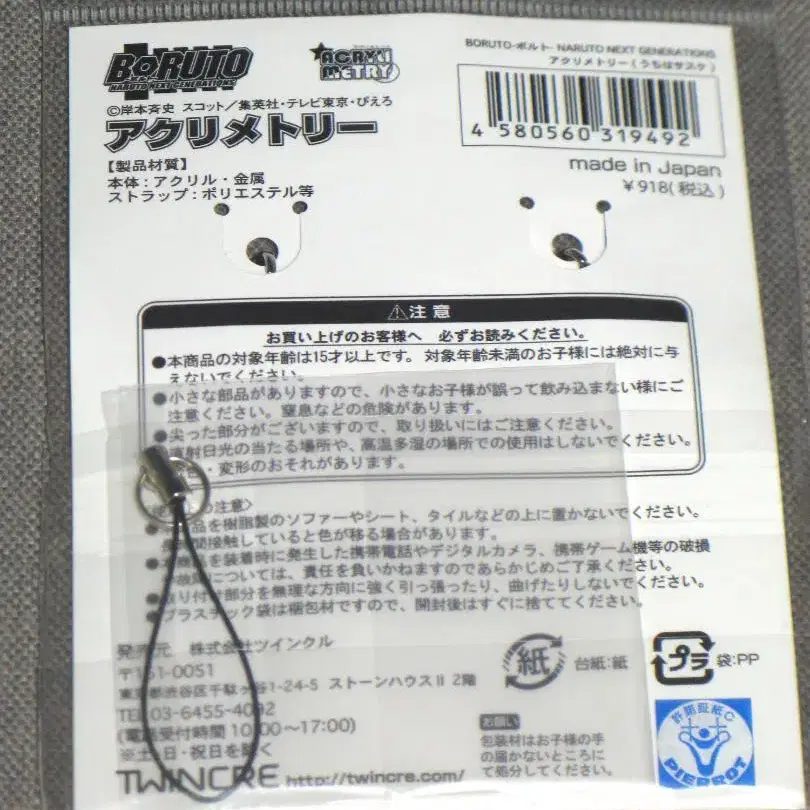 BORUTO
NARUTO NEXT GENERATIONS
ACRYL METRY
BORUTO-ボルト- NARUTO NEXT GENERATIONS
アクリメトリー(うちはサスケ)
©岸本斉史 スコット/集英社・テレビ東京・ぴえろ
アクリメトリー
4 580560 319492
【製品材質】
本体:アクリル・金属
ストラップ:ポリエステル等
made in Japan
¥918(税込)
⚠注意
お買い上げのお客様へ 必ずお読みください。
●本商品の対象年齢は15才以上です。対象年齢未満のお子様には絶対に与
えないでください。
●小さな部品がありますので、小さなお子様が誤って飲み込まない様にご
注意ください。窒息などの危険があります。
●尖った部分がございますので、取り扱いにはご注意ください。
射日光の当たる場所や、高温多湿の場所での使用はしないでください。
・変形のおそれがあります。
の注意>
品を樹脂製のソファーやシート、タイルなどの上に置かないでください。
間接触していると色が移る場合があります。
を装着時に発生した携帯電話やデジタルカメラ、携帯ゲーム機等の破損
については、責任を負いかねますのであらかじめご了承ください。
取り付け部分を無理な方向に強く引っ張ったり、曲げたりしないでください。
●プラスチック袋は梱包材ですので、開封後はすぐに捨ててください。
発売元 株式会社ツインクル
〒151-0051
東京都渋谷区千駄ヶ谷1-24-5 ストーンハウスⅡ 2階
TEL 03-6455-4092
(電話受付時間 10:00~17:00)
※土・日・祝日を除く
TWINCRE http://twincre.com/
紙 台紙:紙
プラ 袋:PP
お願い
包装材はお子様の手
の届かないところに
て処分してください。
許諾証紙C
PIERROT